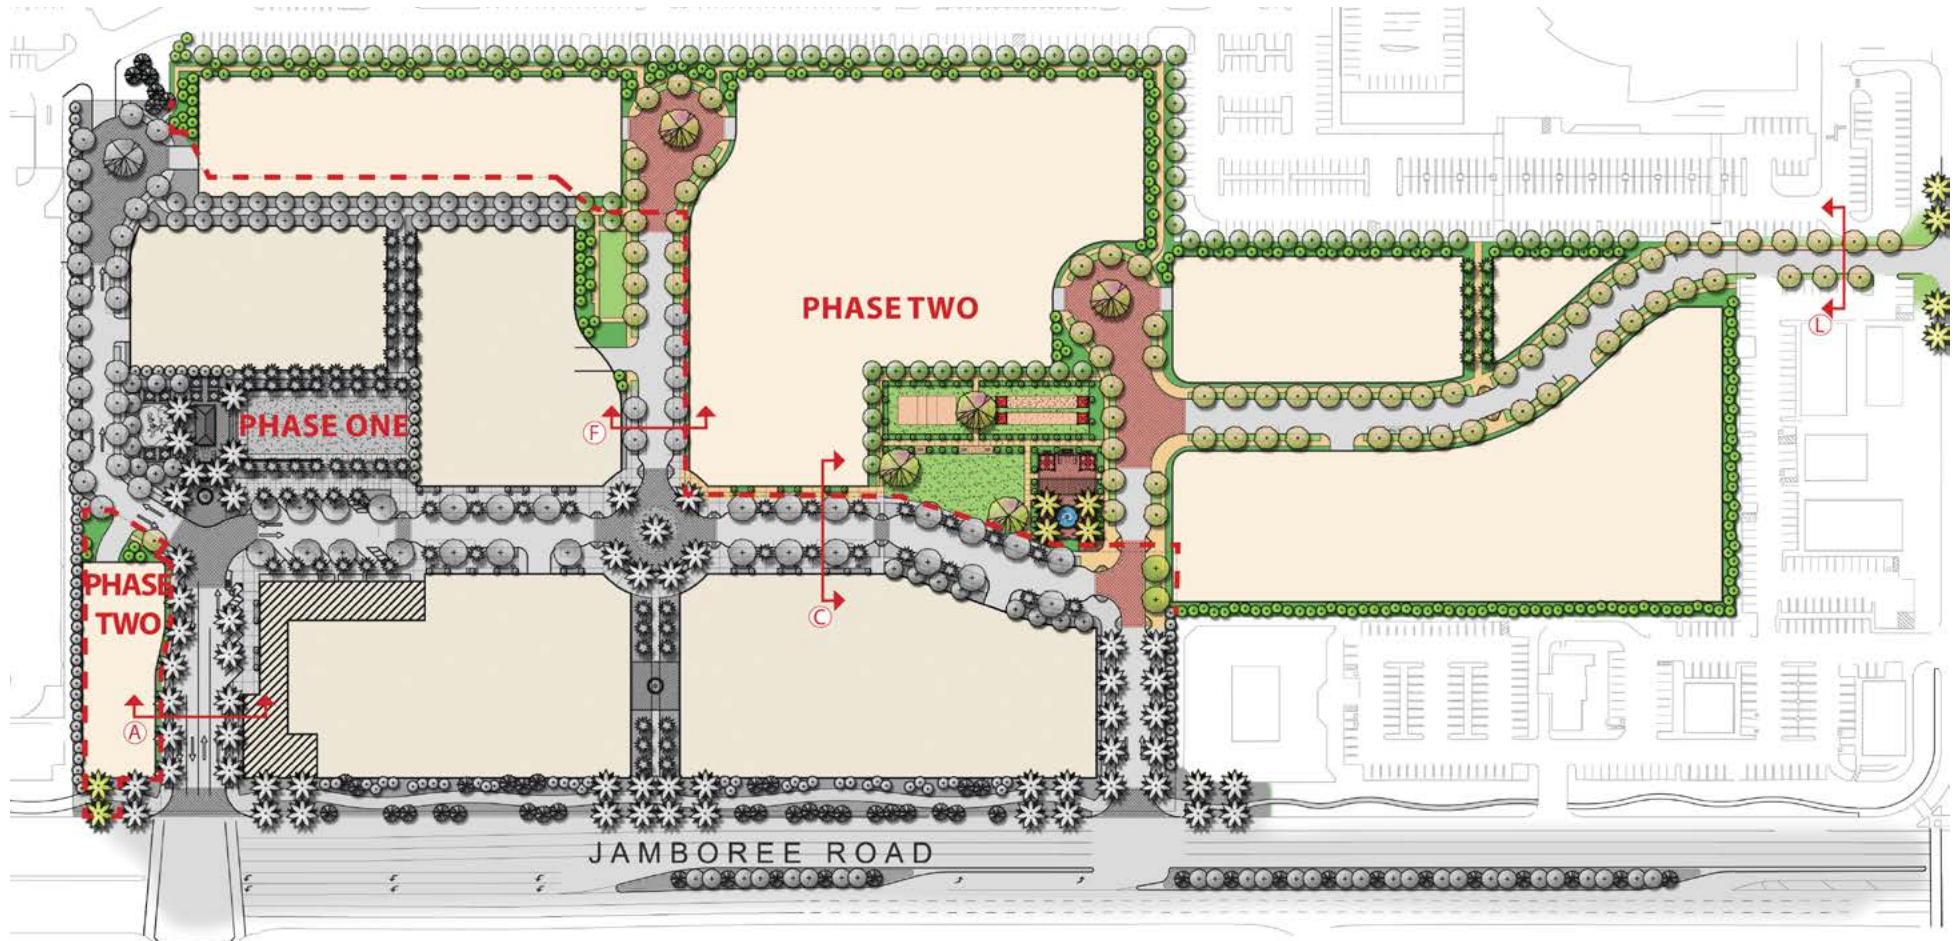 PHASE TWO
L
PHASE ONE
F
PHASE
TWO
C
A
JAMBOREE ROAD